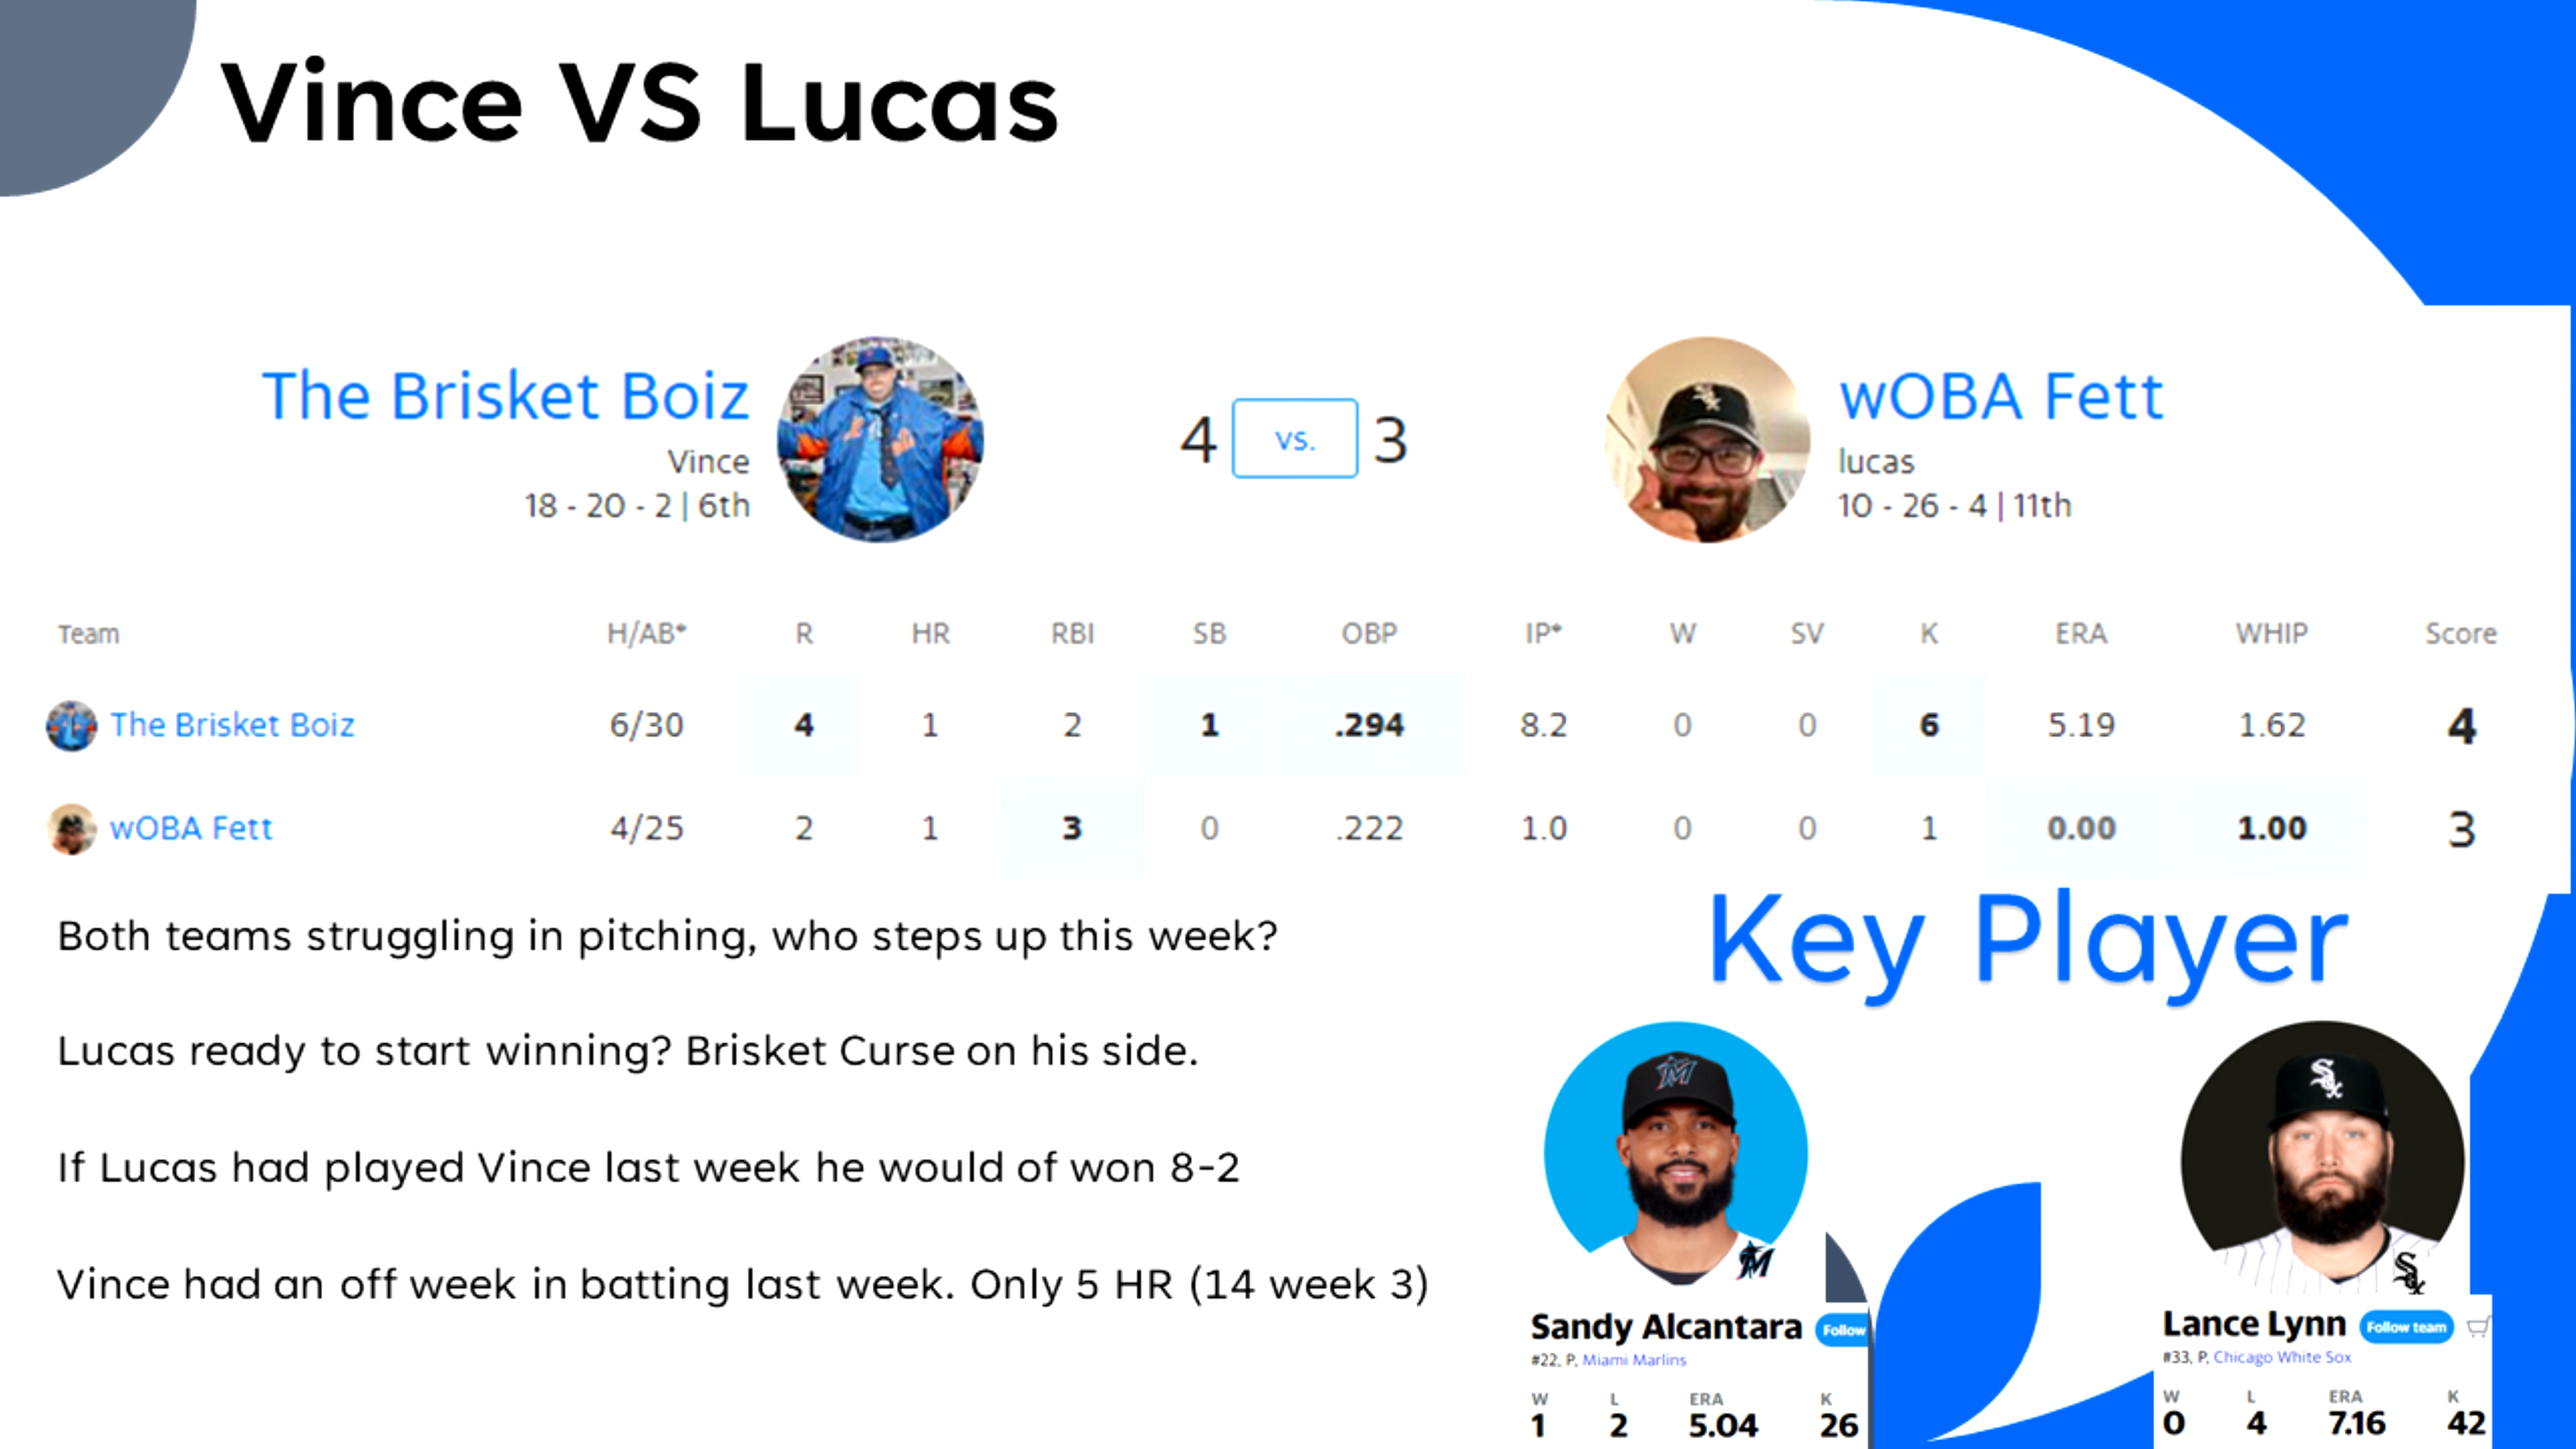 Vince VS Lucas
The Brisket Boiz
Vince
18 - 20 - 2 | 6th
4 vs. 3
wOBA Fett
lucas
10 - 26 - 4 | 11th
Team H/AB* R HR RBI SB OBP IP* W SV K ERA WHIP Score
The Brisket Boiz 6/30 4 1 2 1 .294 8.2 0 0 6 5.19 1.62 4
wOBA Fett 4/25 2 1 3 0 .222 1.0 0 0 1 0.00 1.00 3
Both teams struggling in pitching, who steps up this week?
Lucas ready to start winning? Brisket Curse on his side.
If Lucas had played Vince last week he would of won 8-2
Vince had an off week in batting last week. Only 5 HR (14 week 3)
Key Player
Sandy Alcantara Follow
#22, P, Miami Marlins
W L ERA K
1 2 5.04 26
Lance Lynn Follow team
#33, P, Chicago White Sox
W L ERA K
0 4 7.16 42